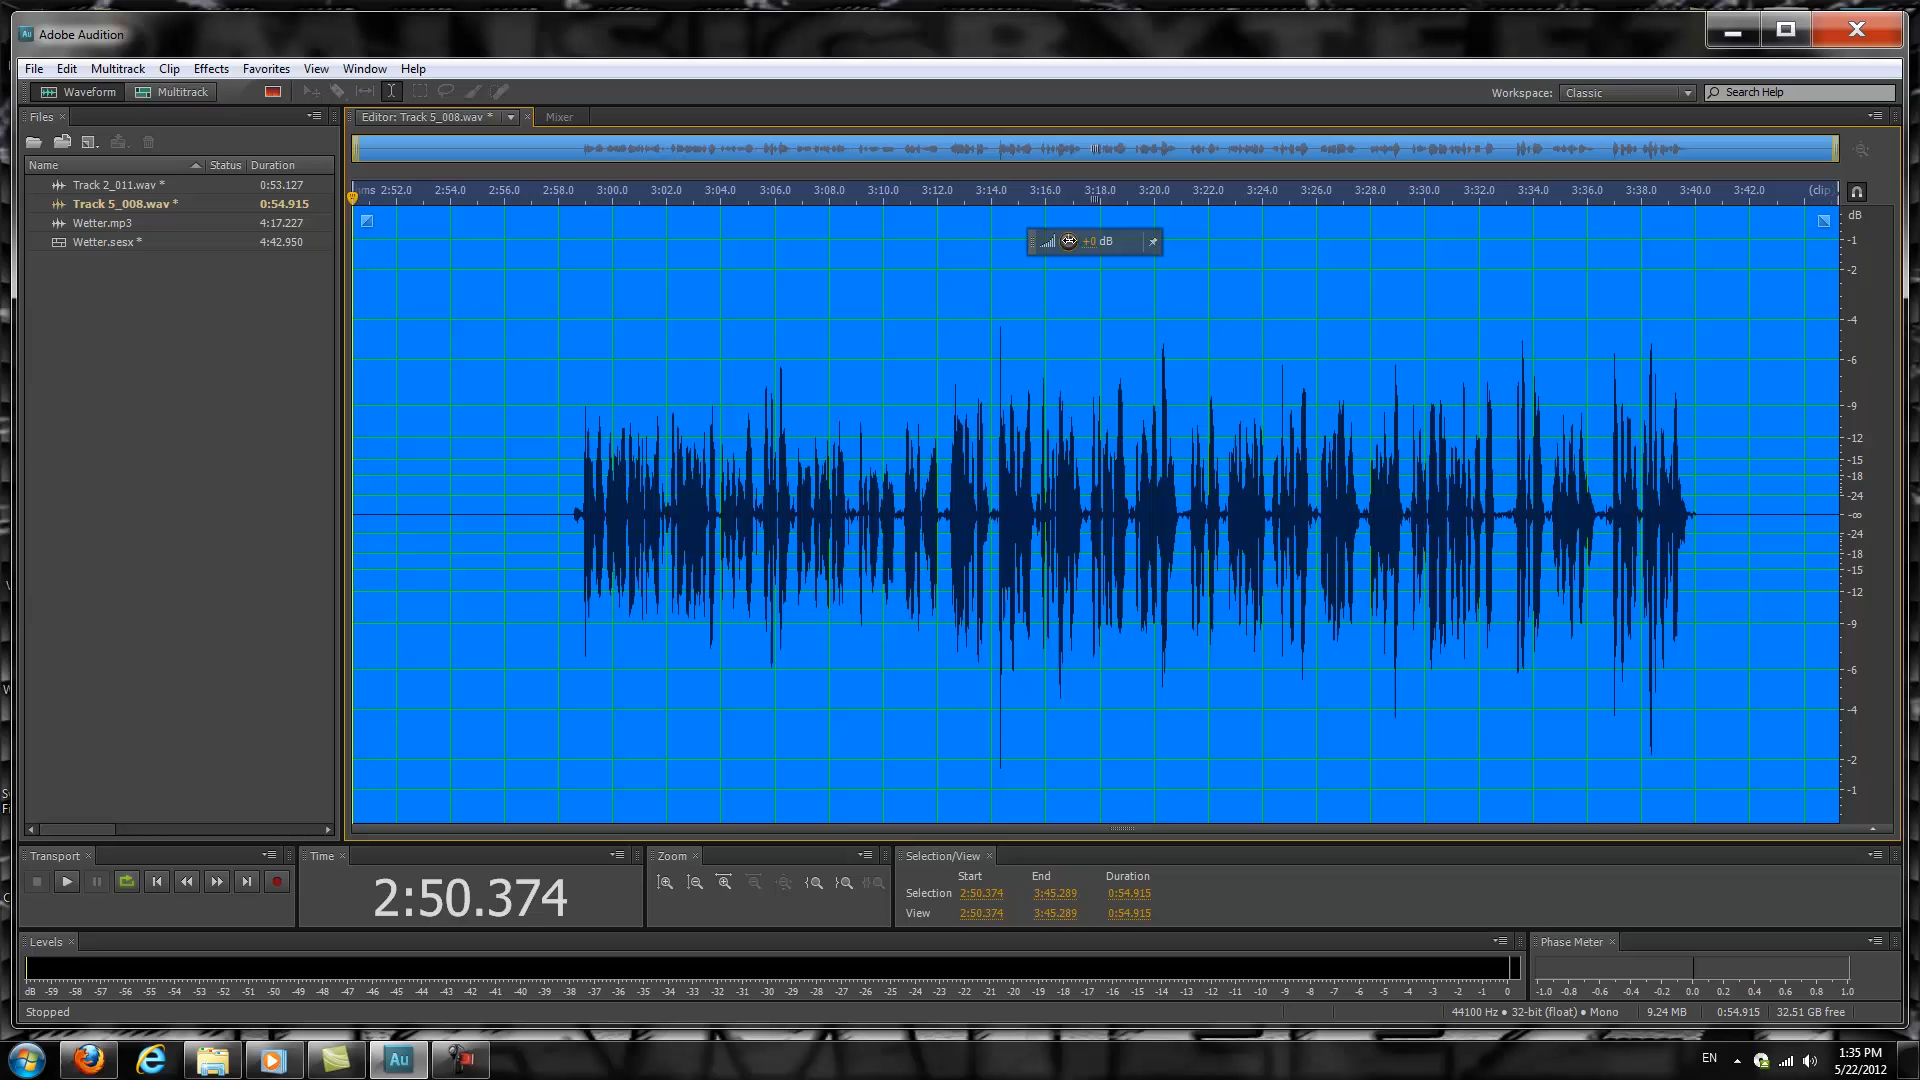 Adobe Audition
File Edit Multitrack Clip Effects Favorites View Window Help
Waveform Multitrack Workspace: Classic Search Help
Files Editor: Track 5_008.wav * Mixer
Name Status Duration
Track 2_011.wav * 0:53.127
Track 5_008.wav * 0:54.915
Wetter.mp3 4:17.227
Wetter.sesx * 4:42.950
hms 2:52.0 2:54.0 2:56.0 2:58.0 3:00.0 3:02.0 3:04.0 3:06.0 3:08.0 3:10.0 3:12.0 3:14.0 3:16.0 3:18.0 3:20.0 3:22.0 3:24.0 3:26.0 3:28.0 3:30.0 3:32.0 3:34.0 3:36.0 3:38.0 3:40.0 3:42.0 (clip)
dB
+0 dB
-1
-2
-4
-6
-9
-12
-15
-18
-24
-∞
-24
-18
-15
-12
-9
-6
-4
-2
-1
Transport Time Zoom Selection/View
2:50.374
Start End Duration
Selection 2:50.374 3:45.289 0:54.915
View 2:50.374 3:45.289 0:54.915
Levels Phase Meter
dB -59 -58 -57 -56 -55 -54 -53 -52 -51 -50 -49 -48 -47 -46 -45 -44 -43 -42 -41 -40 -39 -38 -37 -36 -35 -34 -33 -32 -31 -30 -29 -28 -27 -26 -25 -24 -23 -22 -21 -20 -19 -18 -17 -16 -15 -14 -13 -12 -11 -10 -9 -8 -7 -6 -5 -4 -3 -2 -1 0
-1.0 -0.8 -0.6 -0.4 -0.2 0.0 0.2 0.4 0.6 0.8 1.0
Stopped 44100 Hz • 32-bit (float) • Mono 9.24 MB 0:54.915 32.51 GB free
Au EN 1:35 PM
5/22/2012